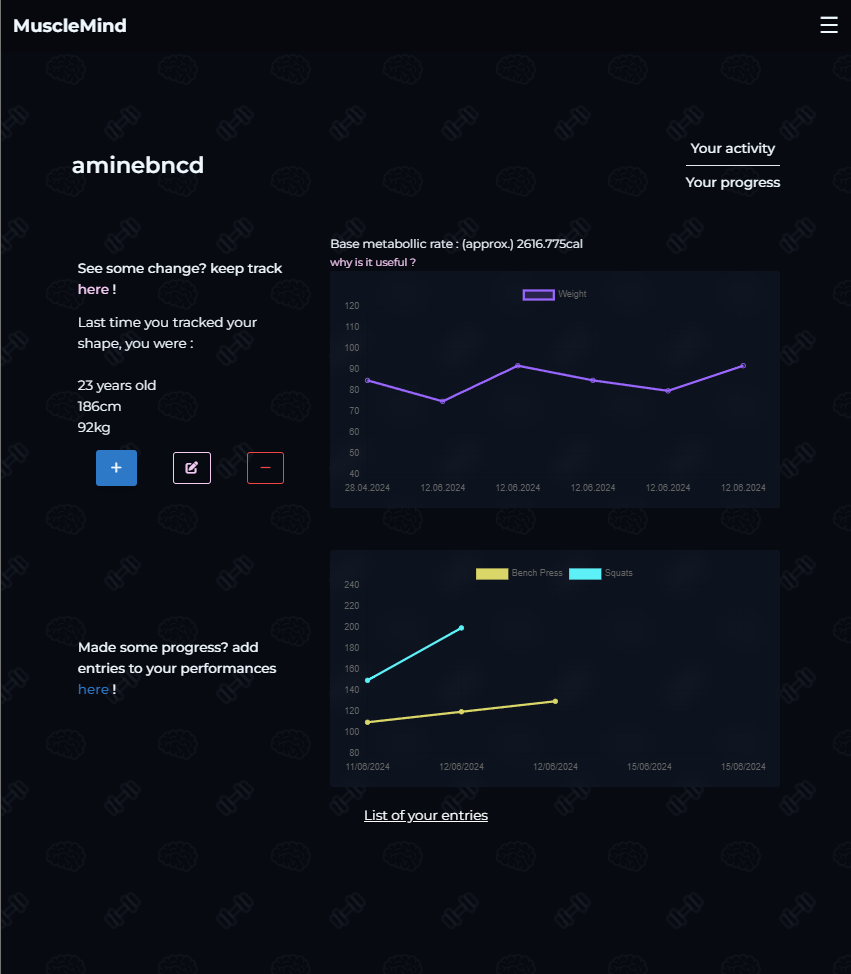 MuscleMind
☰
aminebncd
Your activity
Your progress
See some change? keep track
here !
Last time you tracked your
shape, you were :
23 years old
186cm
92kg
+
−
Base metabollic rate : (approx.) 2616.775cal
why is it useful ?
Weight
120
110
100
90
80
70
60
50
40
28.04.2024 12.06.2024 12.06.2024 12.06.2024 12.06.2024 12.06.2024
Made some progress? add
entries to your performances
here !
Bench Press Squats
240
220
200
180
160
140
120
100
80
11/06/2024 12/06/2024 12/06/2024 15/06/2024 15/06/2024
List of your entries